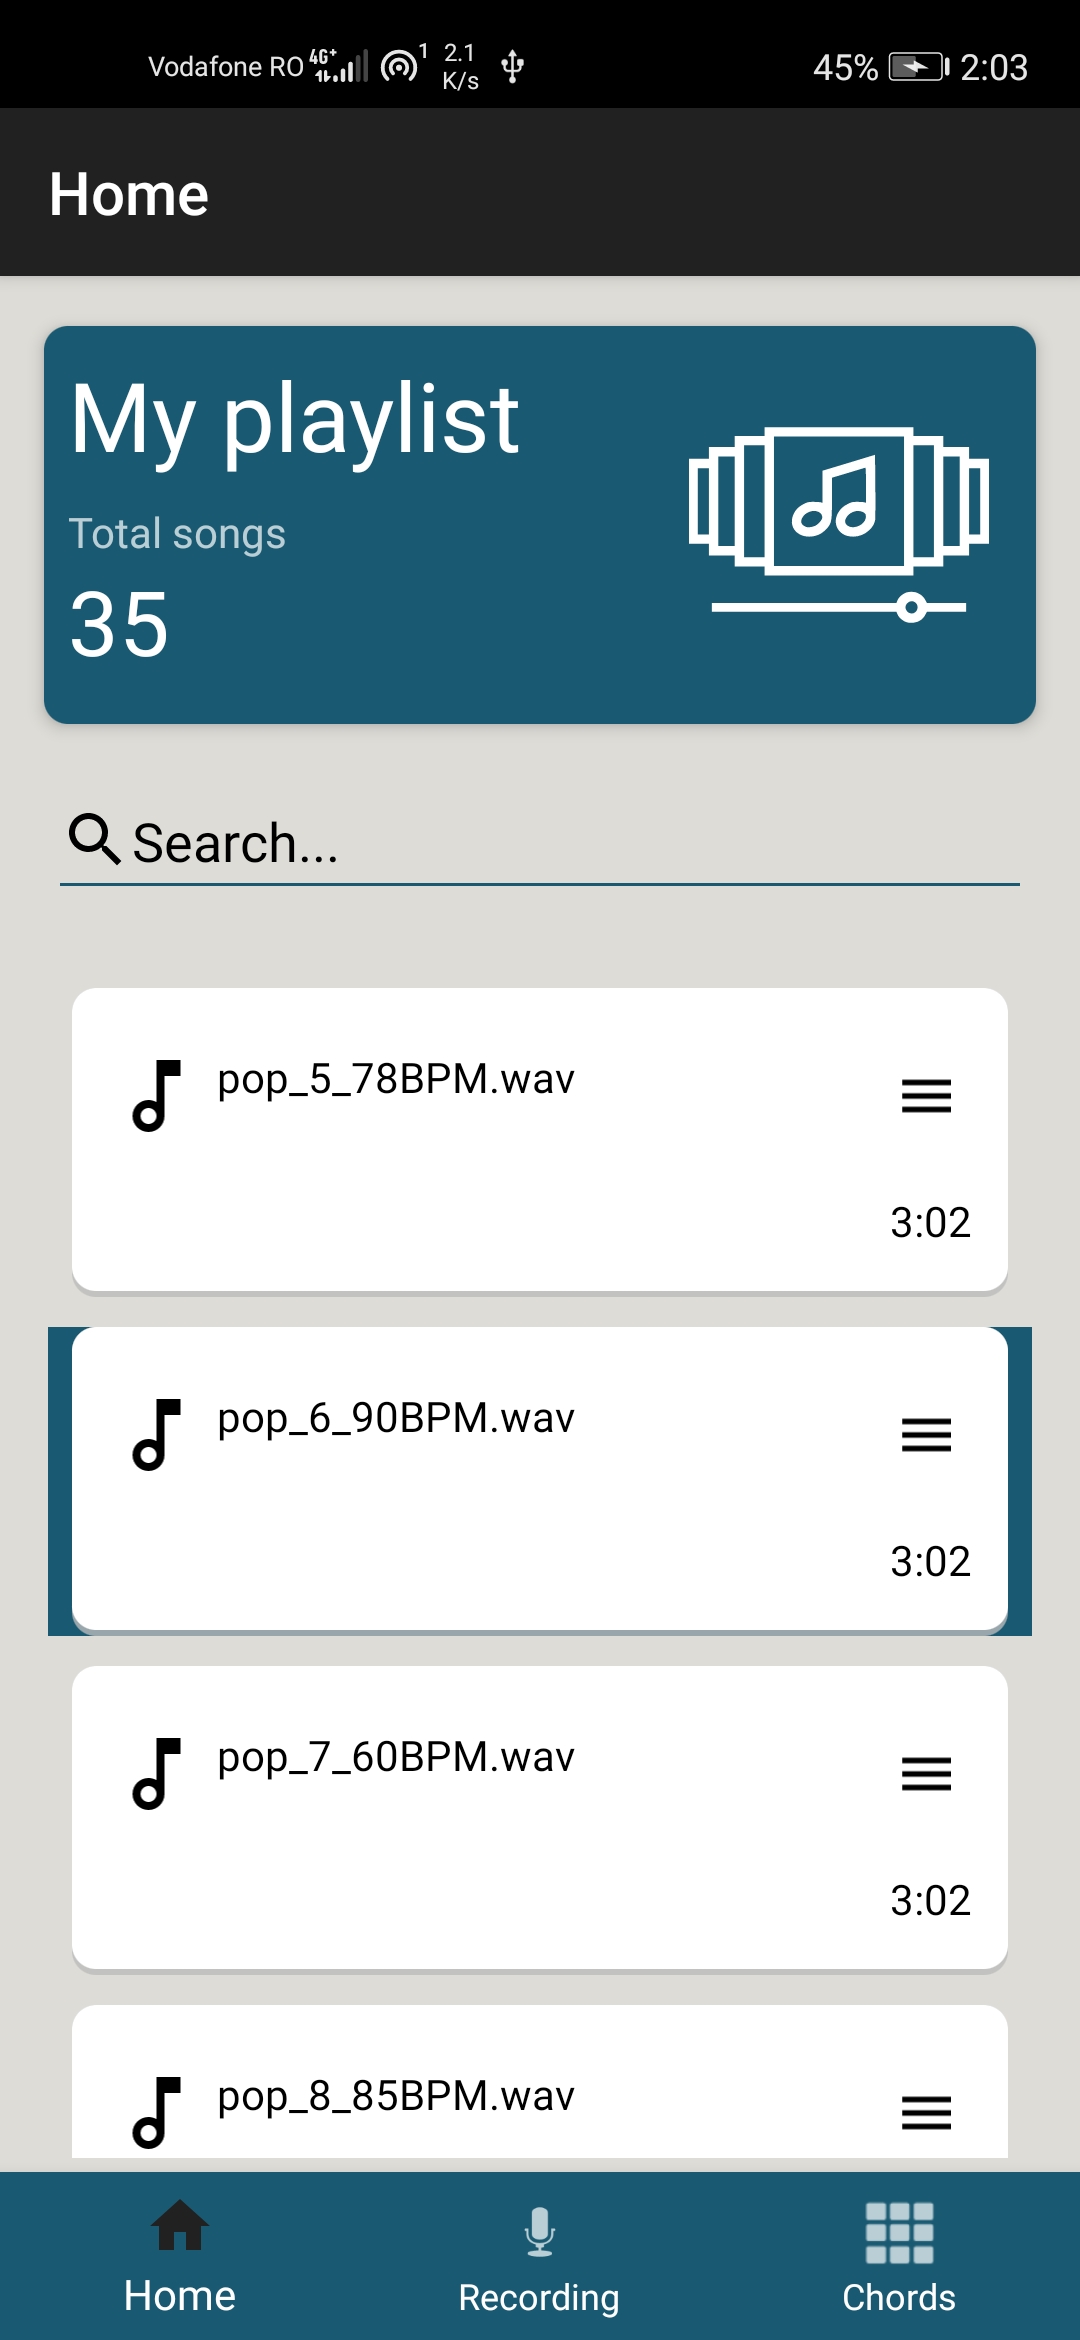 Vodafone RO 4G+ 1 2.1 K/s 45% 2:03
Home
My playlist
Total songs
35
Search...
pop_5_78BPM.wav
3:02
pop_6_90BPM.wav
3:02
pop_7_60BPM.wav
3:02
pop_8_85BPM.wav
Home Recording Chords